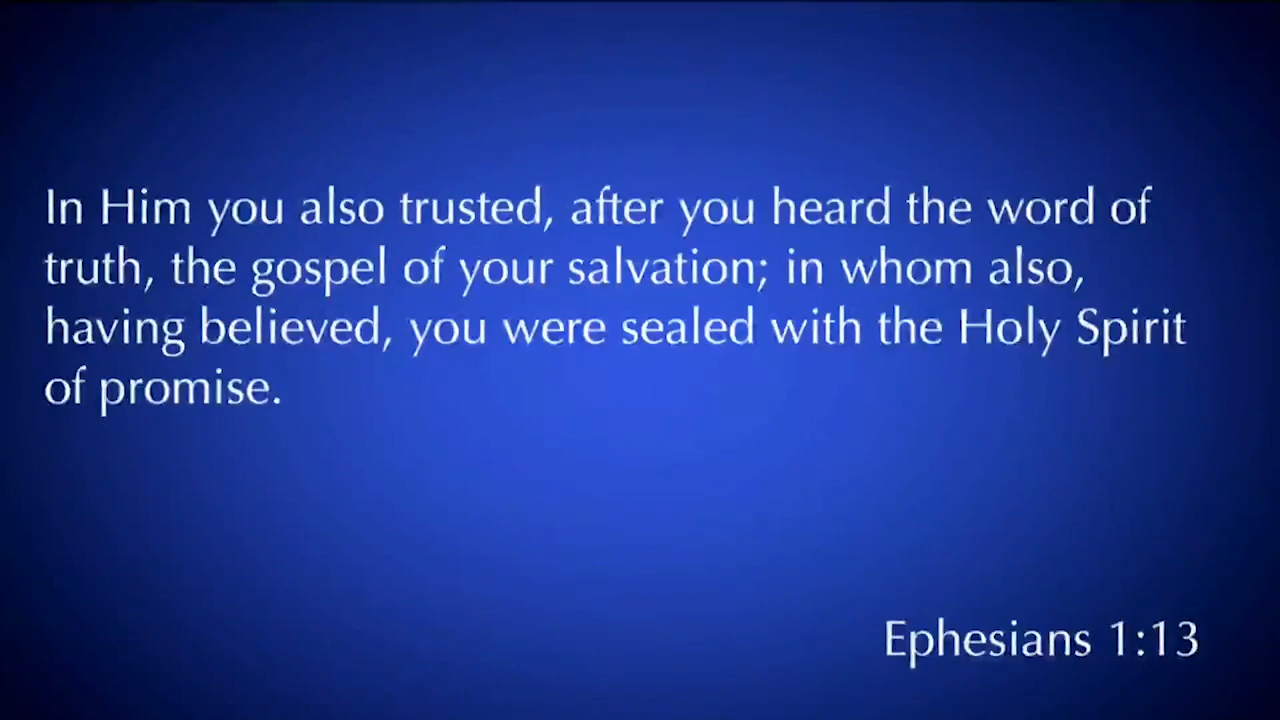 In Him you also trusted, after you heard the word of
truth, the gospel of your salvation; in whom also,
having believed, you were sealed with the Holy Spirit
of promise.
Ephesians 1:13